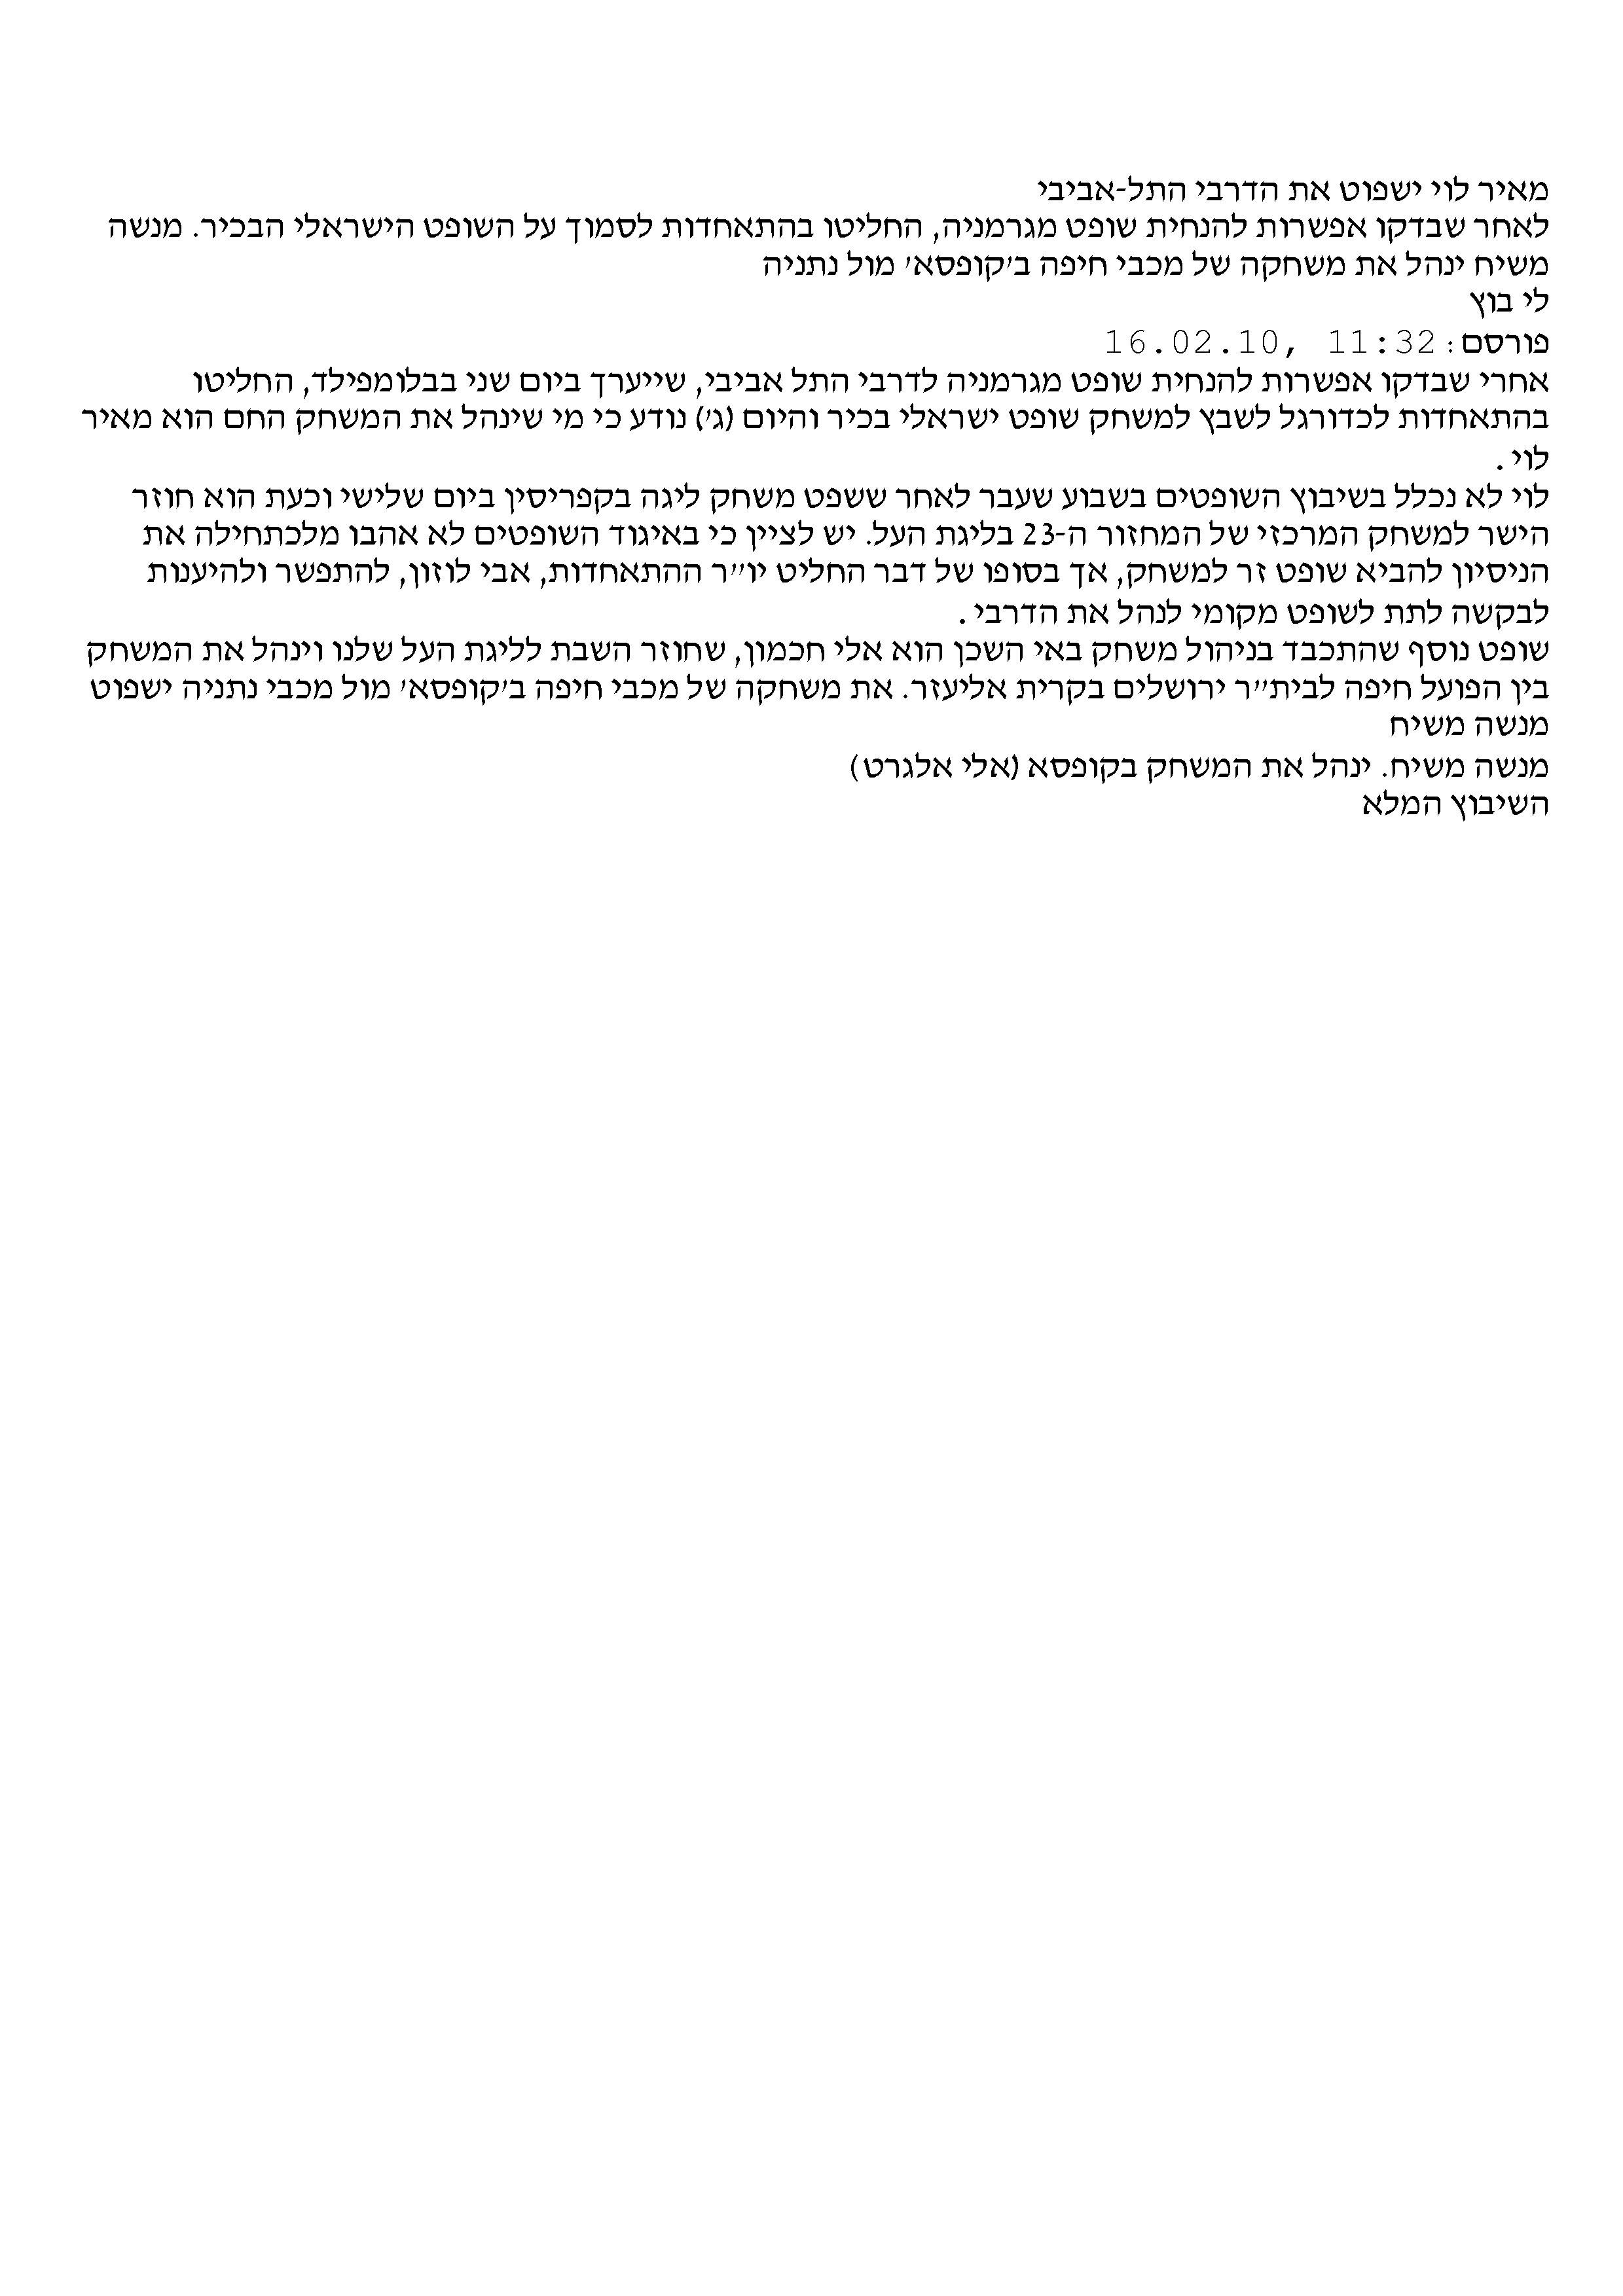 מאיר לוי ישפוט את הדרבי התל-אביבי
לאחר שבדקו אפשרות להנחית שופט מגרמניה, החליטו בהתאחדות לסמוך על השופט הישראלי הבכיר. מנשה
משיח ינהל את משחקה של מכבי חיפה ב'קופסא' מול נתניה
לי בוץ
פורסם: 11:32 ,16.02.10
אחרי שבדקו אפשרות להנחית שופט מגרמניה לדרבי התל אביבי, שייערך ביום שני בבלומפילד, החליטו
בהתאחדות לכדורגל לשבץ למשחק שופט ישראלי בכיר והיום (ג') נודע כי מי שינהל את המשחק החם הוא מאיר
לוי.
לוי לא נכלל בשיבוץ השופטים בשבוע שעבר לאחר ששפט משחק ליגה בקפריסין ביום שלישי וכעת הוא חוזר
הישר למשחק המרכזי של המחזור ה-23 בליגת העל. יש לציין כי באיגוד השופטים לא אהבו מלכתחילה את
הניסיון להביא שופט זר למשחק, אך בסופו של דבר החליט יו"ר ההתאחדות, אבי לוזון, להתפשר ולהיענות
לבקשה לתת לשופט מקומי לנהל את הדרבי.
שופט נוסף שהתכבד בניהול משחק באי השכן הוא אלי חכמון, שחוזר השבת לליגת העל שלנו וינהל את המשחק
בין הפועל חיפה לבית"ר ירושלים בקרית אליעזר. את משחקה של מכבי חיפה ב'קופסא' מול מכבי נתניה ישפוט
מנשה משיח
מנשה משיח. ינהל את המשחק בקופסא (אלי אלגרט)
השיבוץ המלא